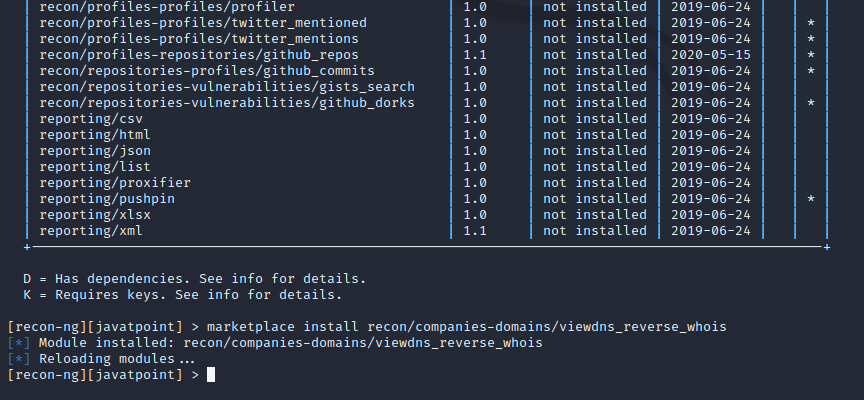 | recon/profiles-profiles/profiler | 1.0 | not installed | 2019-06-24 | | |
| recon/profiles-profiles/twitter_mentioned | 1.0 | not installed | 2019-06-24 | | * |
| recon/profiles-profiles/twitter_mentions | 1.0 | not installed | 2019-06-24 | | * |
| recon/profiles-repositories/github_repos | 1.1 | not installed | 2020-05-15 | | * |
| recon/repositories-profiles/github_commits | 1.0 | not installed | 2019-06-24 | | * |
| recon/repositories-vulnerabilities/gists_search | 1.0 | not installed | 2019-06-24 | | |
| recon/repositories-vulnerabilities/github_dorks | 1.0 | not installed | 2019-06-24 | | * |
| reporting/csv | 1.0 | not installed | 2019-06-24 | | |
| reporting/html | 1.0 | not installed | 2019-06-24 | | |
| reporting/json | 1.0 | not installed | 2019-06-24 | | |
| reporting/list | 1.0 | not installed | 2019-06-24 | | |
| reporting/proxifier | 1.0 | not installed | 2019-06-24 | | |
| reporting/pushpin | 1.0 | not installed | 2019-06-24 | | * |
| reporting/xlsx | 1.0 | not installed | 2019-06-24 | | |
| reporting/xml | 1.1 | not installed | 2019-06-24 | | |
D = Has dependencies. See info for details.
K = Requires keys. See info for details.
[recon-ng][javatpoint] > marketplace install recon/companies-domains/viewdns_reverse_whois
[*] Module installed: recon/companies-domains/viewdns_reverse_whois
[*] Reloading modules...
[recon-ng][javatpoint] >